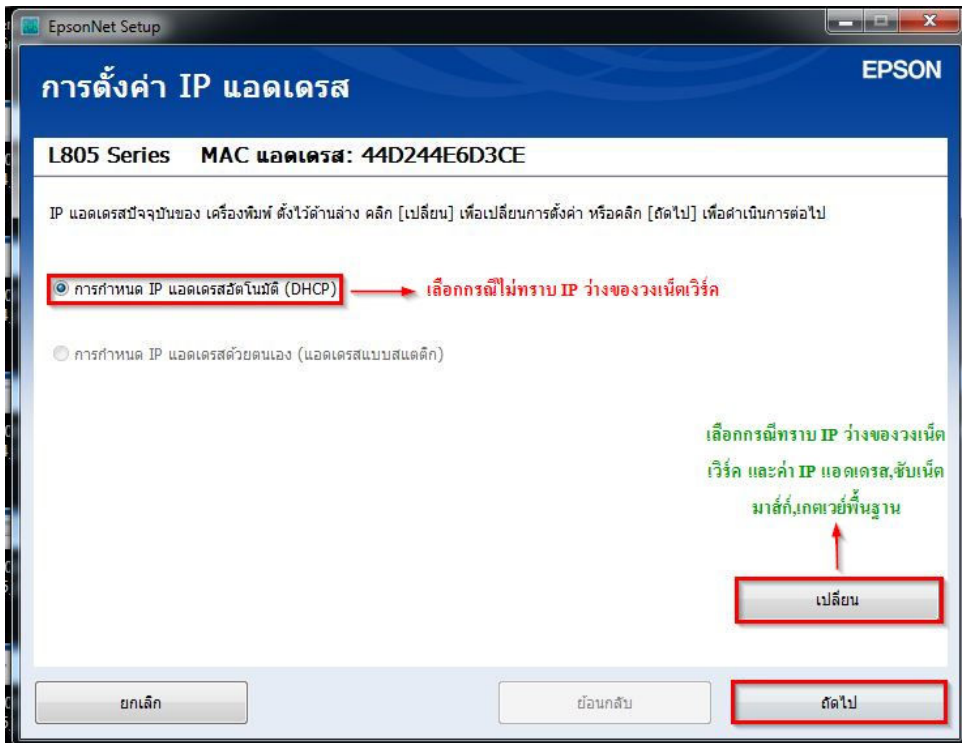 EpsonNet Setup
การตั้งค่า IP แอดเดรส
EPSON
L805 Series MAC แอดเดรส: 44D244E6D3CE
IP แอดเดรสปัจจุบันของ เครื่องพิมพ์ ตั้งไว้ด้านล่าง คลิก [เปลี่ยน] เพื่อเปลี่ยนการตั้งค่า หรือคลิก [ถัดไป] เพื่อดำเนินการต่อไป
การกำหนด IP แอดเดรสอัตโนมัติ (DHCP)
เลือกกรณีไม่ทราบ IP ว่างของวงเน็ตเวิร์ค
การกำหนด IP แอดเดรสด้วยตนเอง (แอดเดรสแบบสแตติก)
เลือกกรณีทราบ IP ว่างของวงเน็ต
เวิร์ค และค่า IP แอดเดรส,ซับเน็ต
มาส์ก์,เกตเวย์พื้นฐาน
เปลี่ยน
ยกเลิก
ย้อนกลับ
ถัดไป